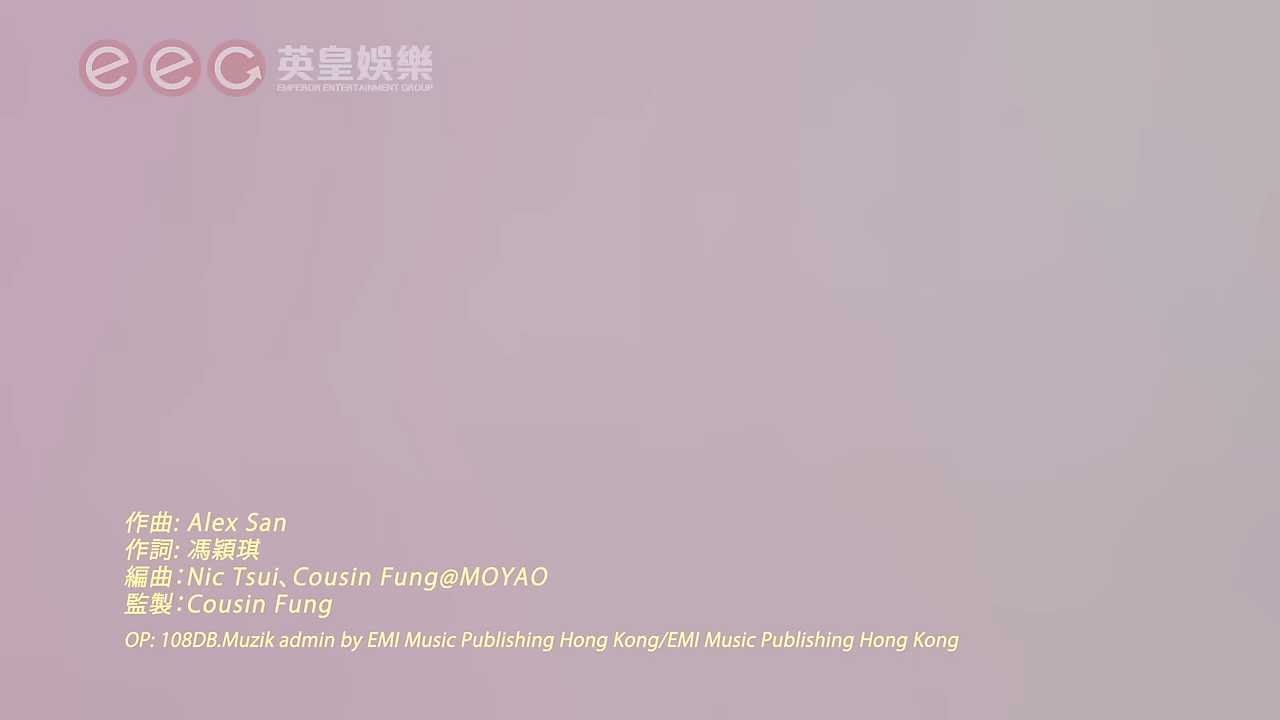 eeg 英皇娛樂
EMPEROR ENTERTAINMENT GROUP
作曲: Alex San
作詞: 馮穎琪
編曲：Nic Tsui、Cousin Fung@MOYAO
監製：Cousin Fung
OP: 108DB.Muzik admin by EMI Music Publishing Hong Kong/EMI Music Publishing Hong Kong